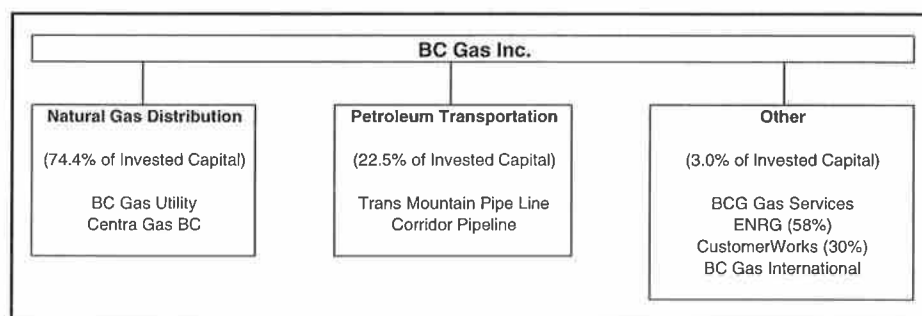 BC Gas Inc.
Natural Gas Distribution
(74.4% of Invested Capital)
BC Gas Utility
Centra Gas BC
Petroleum Transportation
(22.5% of Invested Capital)
Trans Mountain Pipe Line
Corridor Pipeline
Other
(3.0% of Invested Capital)
BCG Gas Services
ENRG (58%)
CustomerWorks (30%)
BC Gas International